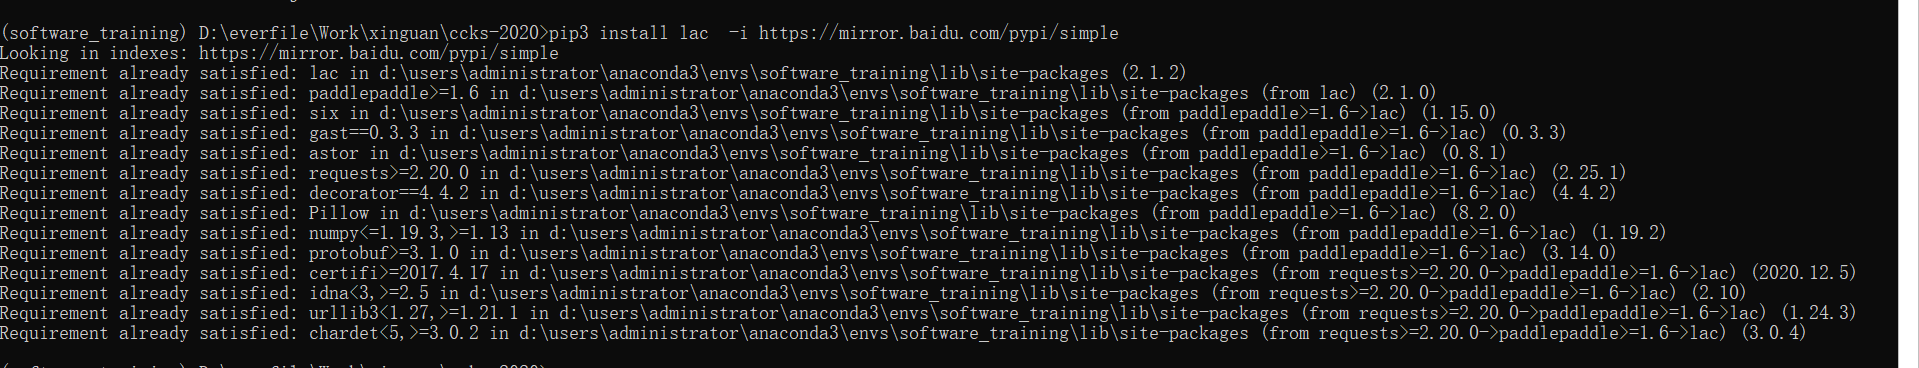 (software_training) D:\everfile\Work\xinguan\ccks-2020>pip3 install lac  -i https://mirror.baidu.com/pypi/simple
Looking in indexes: https://mirror.baidu.com/pypi/simple
Requirement already satisfied: lac in d:\users\administrator\anaconda3\envs\software_training\lib\site-packages (2.1.2)
Requirement already satisfied: paddlepaddle>=1.6 in d:\users\administrator\anaconda3\envs\software_training\lib\site-packages (from lac) (2.1.0)
Requirement already satisfied: six in d:\users\administrator\anaconda3\envs\software_training\lib\site-packages (from paddlepaddle>=1.6->lac) (1.15.0)
Requirement already satisfied: gast==0.3.3 in d:\users\administrator\anaconda3\envs\software_training\lib\site-packages (from paddlepaddle>=1.6->lac) (0.3.3)
Requirement already satisfied: astor in d:\users\administrator\anaconda3\envs\software_training\lib\site-packages (from paddlepaddle>=1.6->lac) (0.8.1)
Requirement already satisfied: requests>=2.20.0 in d:\users\administrator\anaconda3\envs\software_training\lib\site-packages (from paddlepaddle>=1.6->lac) (2.25.1)
Requirement already satisfied: decorator==4.4.2 in d:\users\administrator\anaconda3\envs\software_training\lib\site-packages (from paddlepaddle>=1.6->lac) (4.4.2)
Requirement already satisfied: Pillow in d:\users\administrator\anaconda3\envs\software_training\lib\site-packages (from paddlepaddle>=1.6->lac) (8.2.0)
Requirement already satisfied: numpy<=1.19.3,>=1.13 in d:\users\administrator\anaconda3\envs\software_training\lib\site-packages (from paddlepaddle>=1.6->lac) (1.19.2)
Requirement already satisfied: protobuf>=3.1.0 in d:\users\administrator\anaconda3\envs\software_training\lib\site-packages (from paddlepaddle>=1.6->lac) (3.14.0)
Requirement already satisfied: certifi>=2017.4.17 in d:\users\administrator\anaconda3\envs\software_training\lib\site-packages (from requests>=2.20.0->paddlepaddle>=1.6->lac) (2020.12.5)
Requirement already satisfied: idna<3,>=2.5 in d:\users\administrator\anaconda3\envs\software_training\lib\site-packages (from requests>=2.20.0->paddlepaddle>=1.6->lac) (2.10)
Requirement already satisfied: urllib3<1.27,>=1.21.1 in d:\users\administrator\anaconda3\envs\software_training\lib\site-packages (from requests>=2.20.0->paddlepaddle>=1.6->lac) (1.24.3)
Requirement already satisfied: chardet<5,>=3.0.2 in d:\users\administrator\anaconda3\envs\software_training\lib\site-packages (from requests>=2.20.0->paddlepaddle>=1.6->lac) (3.0.4)